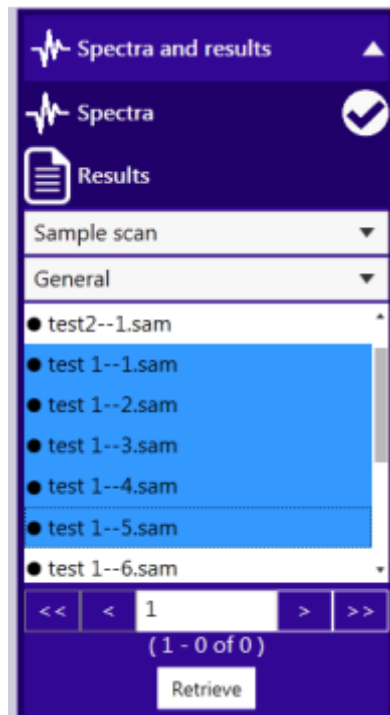 Spectra and results
Spectra
Results
Sample scan
General
test2--1.sam
test 1--1.sam
test 1--2.sam
test 1--3.sam
test 1--4.sam
test 1--5.sam
test 1--6.sam
<< < 1 > >>
( 1 - 0 of 0 )
Retrieve